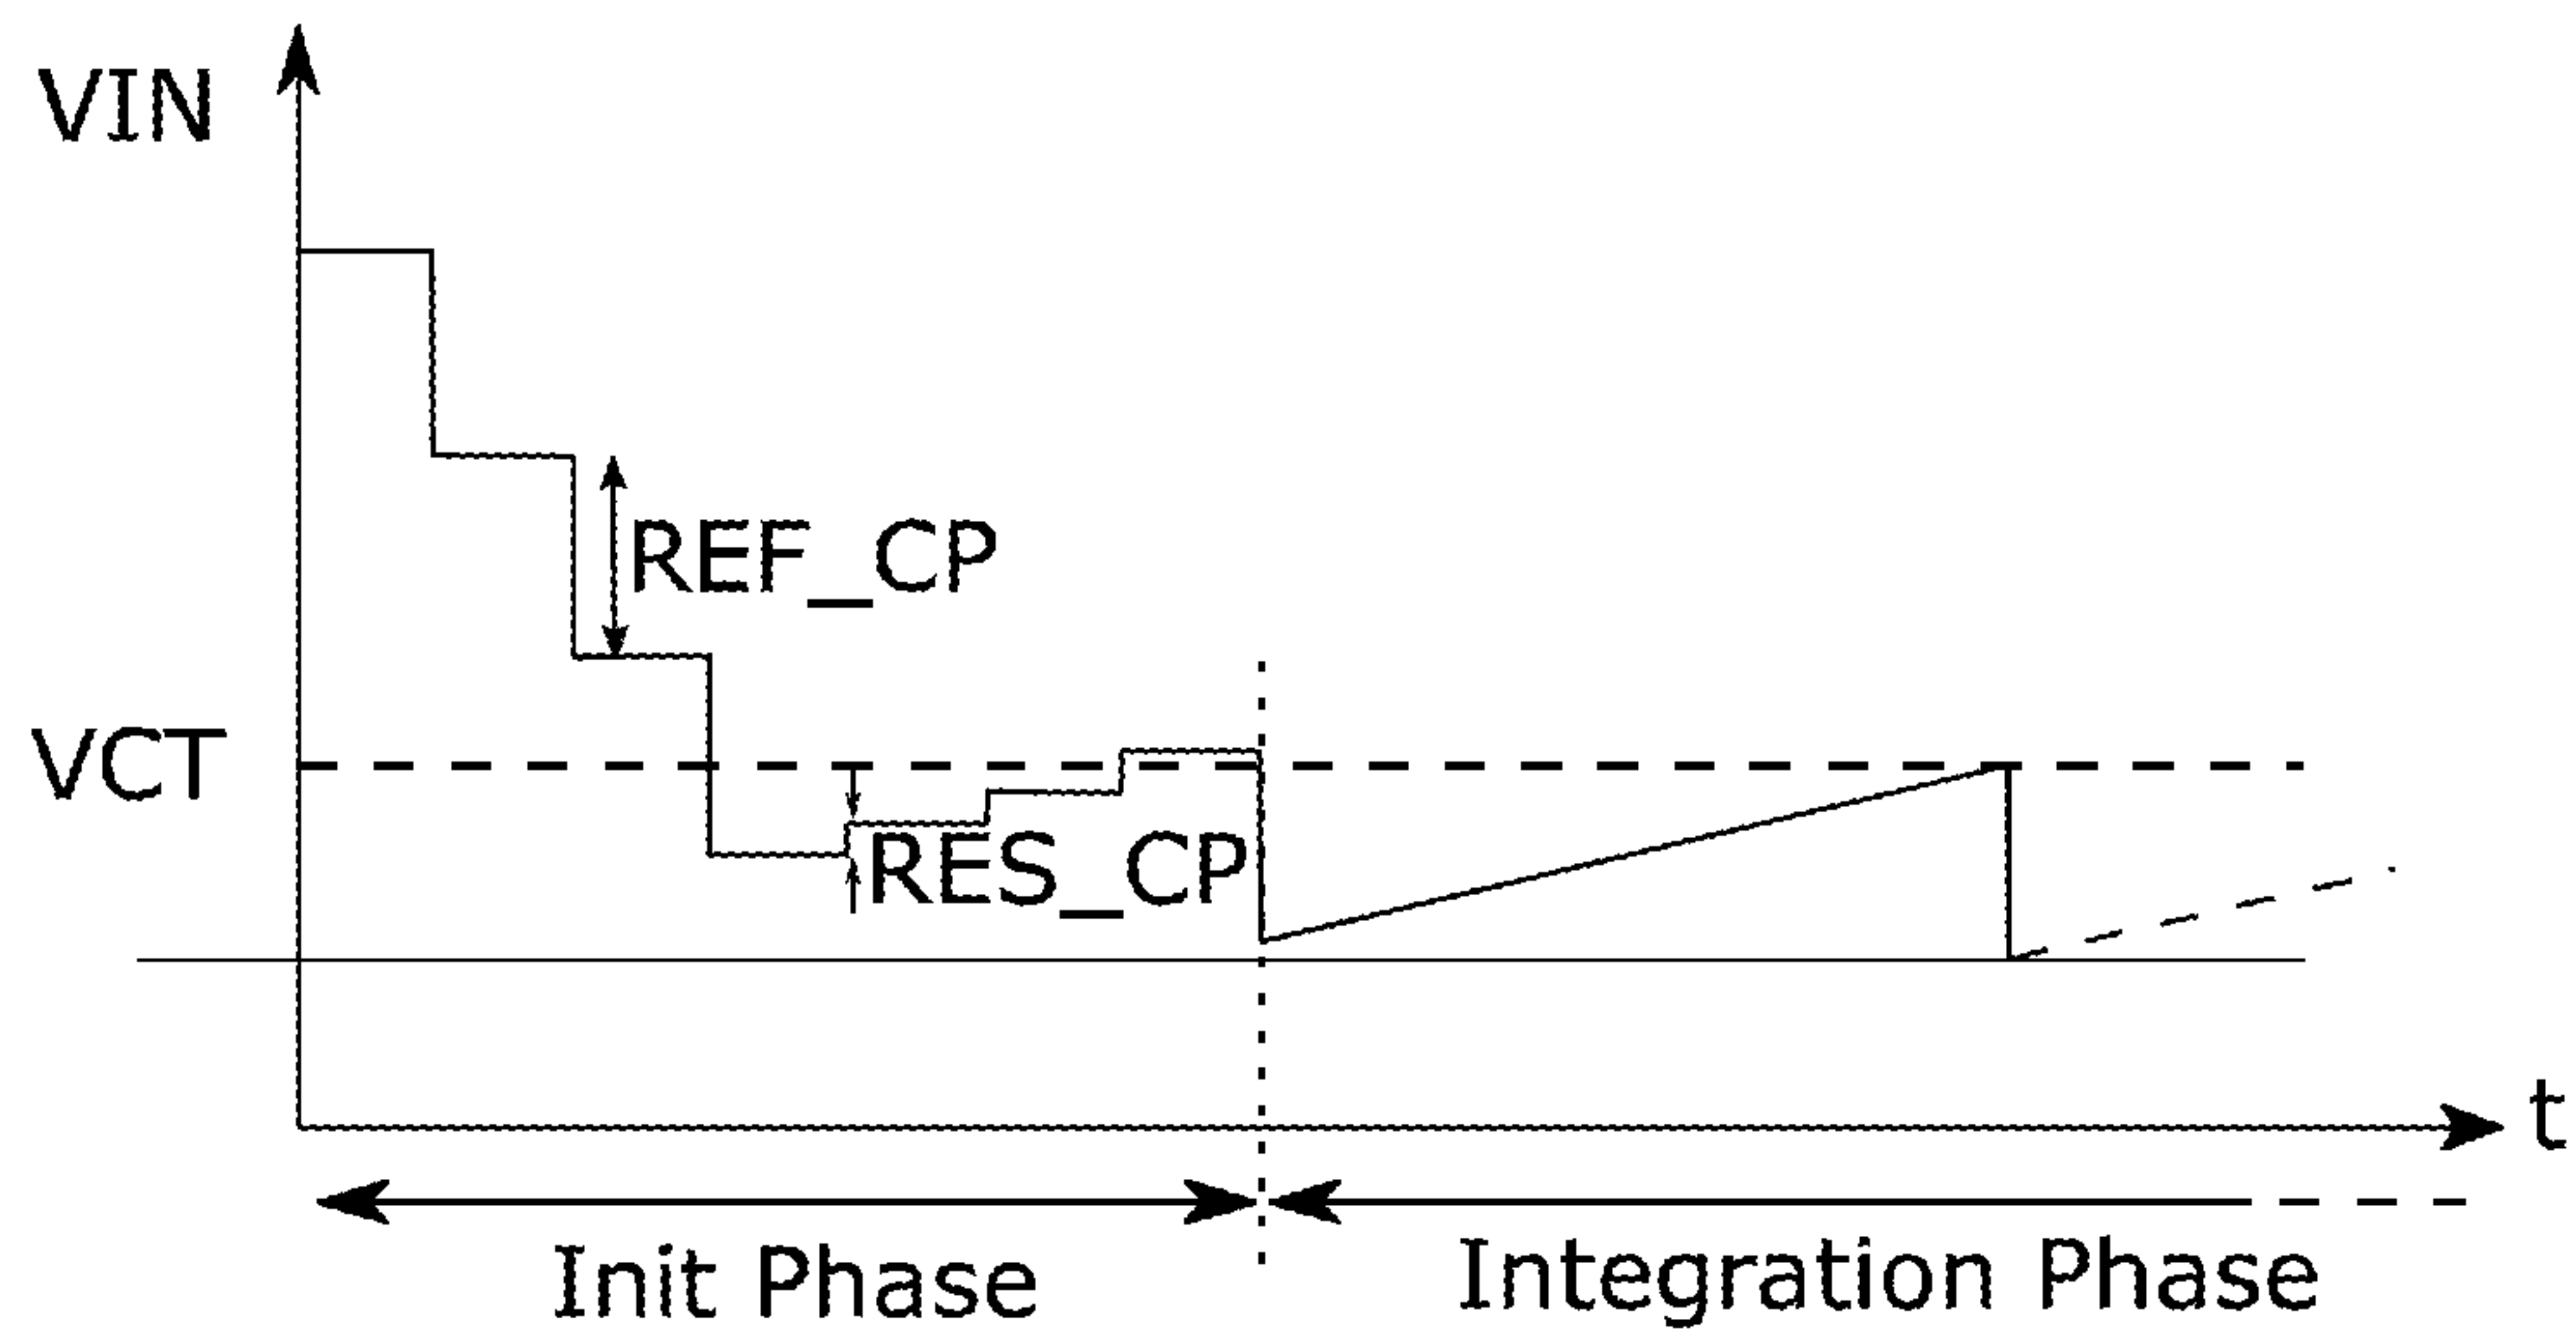 VIN
REF_CP
VCT
RES_CP
t
Init Phase
Integration Phase